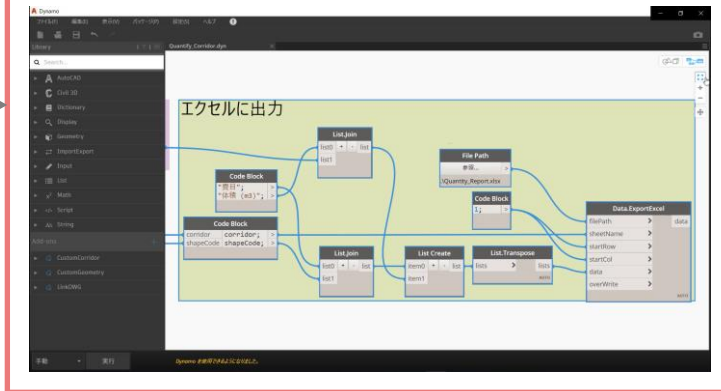 Dynamo
ファイル(F) 編集(E) 表示(V) パッケージ(P) 設定(S) ヘルプ
Library
Quantify_Corridor.dyn
Search...
AutoCAD
Civil 3D
Dictionary
Display
Geometry
ImportExport
Input
List
Math
Script
String
Add-ons
CustomCorridor
CustomGeometry
LinkDWG
エクセルに出力
List.Join
list0 + - list
list1
Code Block
"費目";
"体積 (m3)";
Code Block
corridor corridor;
shapeCode shapeCode;
List.Join
list0 + - list
list1
List Create
item0 + - list
item1
List.Transpose
lists > lists
File Path
参照... >
.\Quantity_Report.xlsx
Code Block
1; >
Data.ExportExcel
filePath > data
sheetName >
startRow >
startCol >
data >
overWrite >
手動 実行